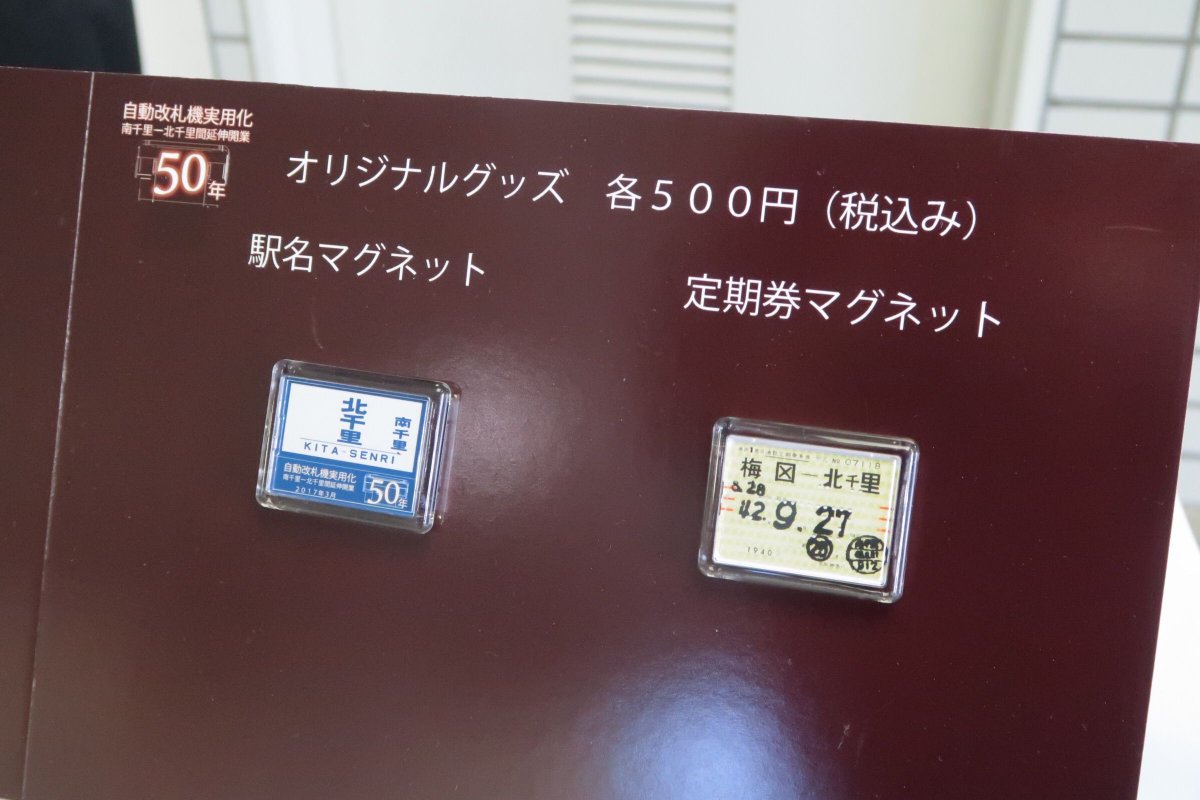 自動改札機実用化
南千里ー北千里間延伸開業
50年
オリジナルグッズ 各５００円（税込み）
駅名マグネット
定期券マグネット
北千里
南千里
KITA-SENRI
自動改札機実用化
南千里ー北千里間延伸開業
2017年3月
50年
No 07118
梅田ー北千里
3.28
42.9.27
1940